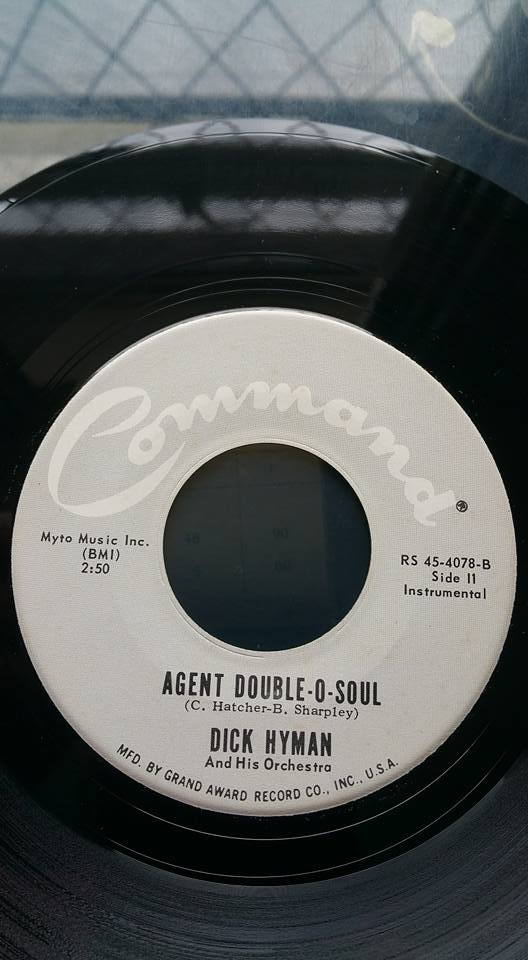 Command®
Myto Music Inc.
(BMI)
2:50
RS 45-4078-B
Side II
Instrumental
AGENT DOUBLE-O-SOUL
(C. Hatcher-B. Sharpley)
DICK HYMAN
And His Orchestra
MFD. BY GRAND AWARD RECORD CO., INC., U.S.A.